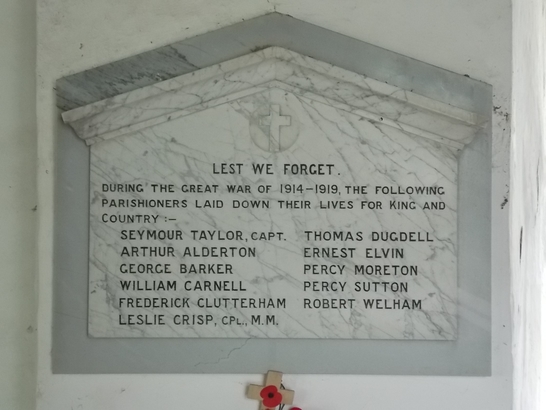 LEST WE FORGET.
DURING THE GREAT WAR OF 1914-1919, THE FOLLOWING
PARISHIONERS LAID DOWN THEIR LIVES FOR KING AND
COUNTRY :-
SEYMOUR TAYLOR, CAPT. THOMAS DUGDELL
ARTHUR ALDERTON ERNEST ELVIN
GEORGE BARKER PERCY MORETON
WILLIAM CARNELL PERCY SUTTON
FREDERICK CLUTTERHAM ROBERT WELHAM
LESLIE CRISP, CPL., M.M.